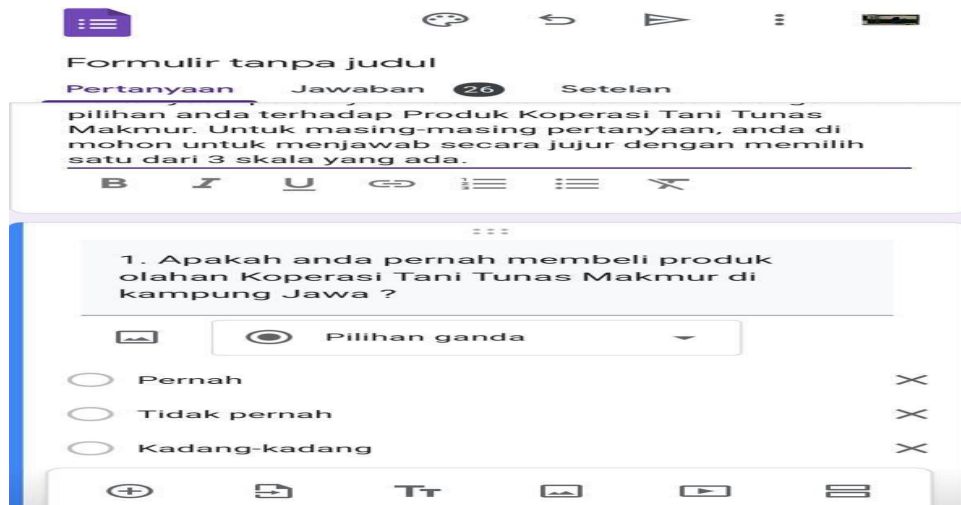 Formulir tanpa judul
Pertanyaan Jawaban 26 Setelan
pilihan anda terhadap Produk Koperasi Tani Tunas
Makmur. Untuk masing-masing pertanyaan, anda di
mohon untuk menjawab secara jujur dengan memilih
satu dari 3 skala yang ada.
B I U
1. Apakah anda pernah membeli produk
olahan Koperasi Tani Tunas Makmur di
kampung Jawa ?
Pilihan ganda
Pernah
Tidak pernah
Kadang-kadang
Tт